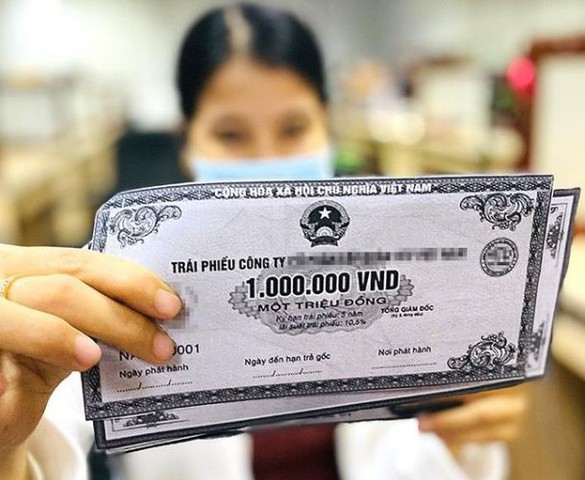 CỘNG HÒA XÃ HỘI CHỦ NGHĨA VIỆT NAM
TRÁI PHIẾU CÔNG TY
1.000.000 VND
MỘT TRIỆU ĐỒNG
Kỳ hạn trái phiếu: 5 năm
lãi suất trái phiếu: 10,5%
TỔNG GIÁM ĐỐC
0001
Ngày phát hành
Ngày đến hạn trả gốc
Nơi phát hành